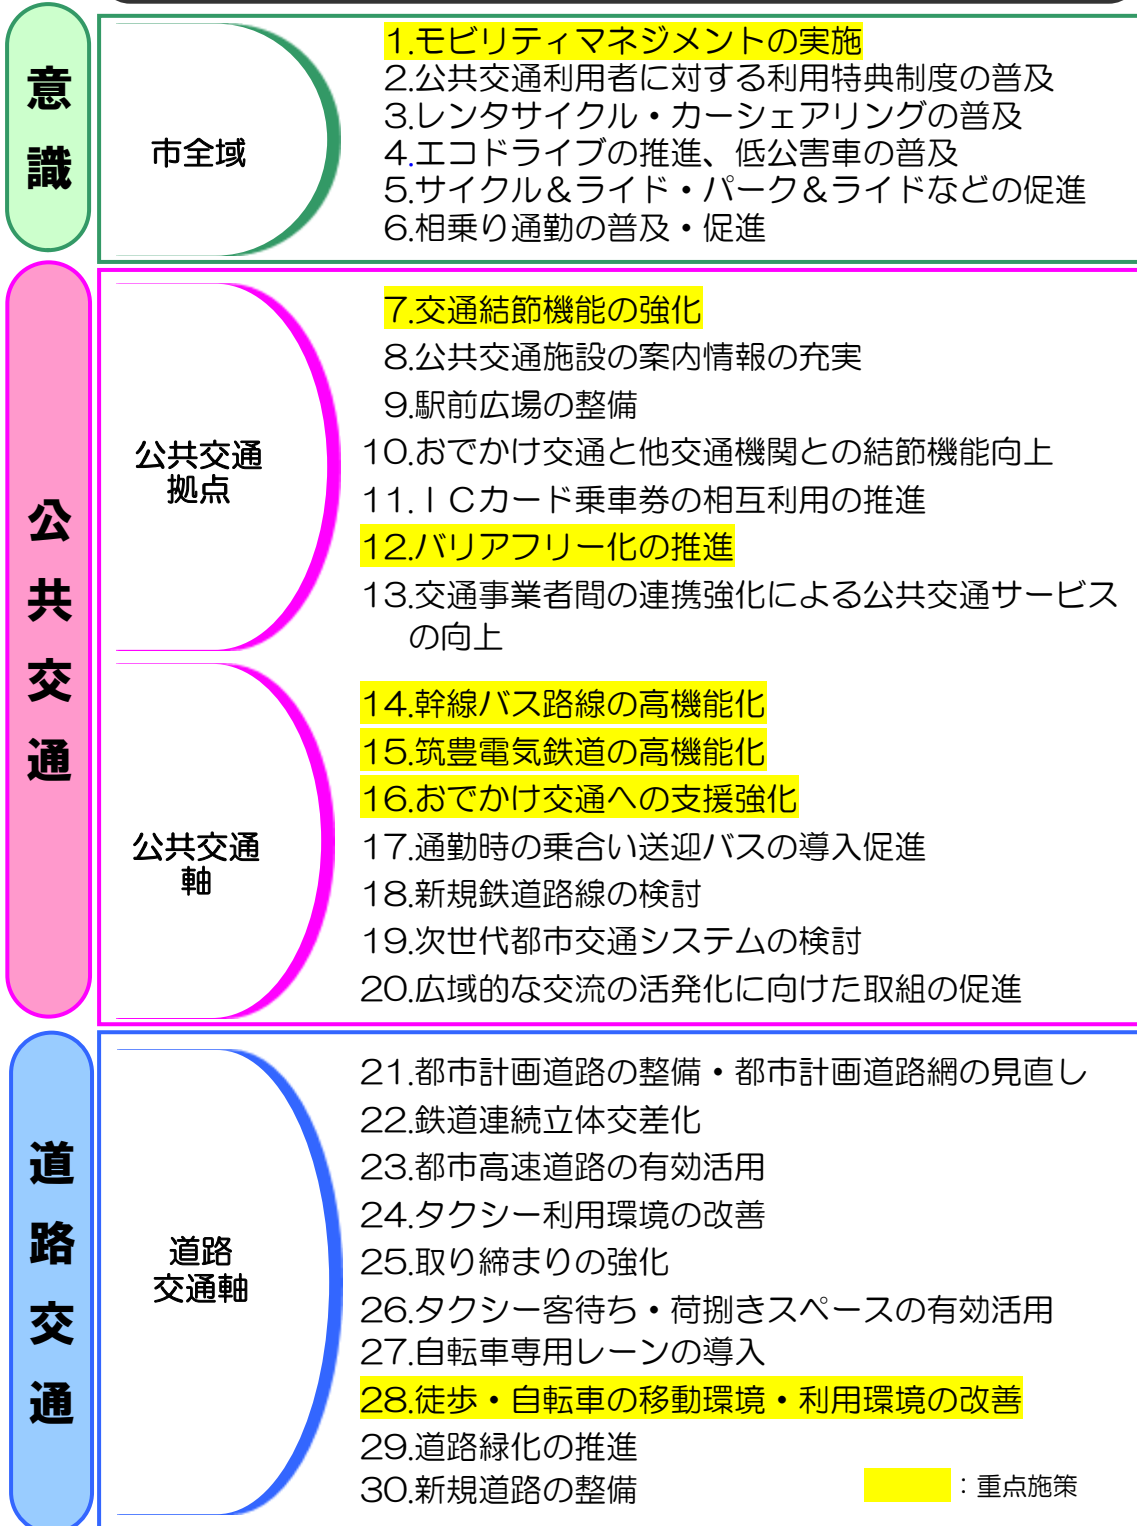 意識
市全域
1.モビリティマネジメントの実施
2.公共交通利用者に対する利用特典制度の普及
3.レンタサイクル・カーシェアリングの普及
4.エコドライブの推進、低公害車の普及
5.サイクル＆ライド・パーク＆ライドなどの促進
6.相乗り通勤の普及・促進
公共交通
公共交通
拠点
7.交通結節機能の強化
8.公共交通施設の案内情報の充実
9.駅前広場の整備
10.おでかけ交通と他交通機関との結節機能向上
11.ＩＣカード乗車券の相互利用の推進
12.バリアフリー化の推進
13.交通事業者間の連携強化による公共交通サービス
の向上
公共交通
軸
14.幹線バス路線の高機能化
15.筑豊電気鉄道の高機能化
16.おでかけ交通への支援強化
17.通勤時の乗合い送迎バスの導入促進
18.新規鉄道路線の検討
19.次世代都市交通システムの検討
20.広域的な交流の活発化に向けた取組の促進
道路交通
道路
交通軸
21.都市計画道路の整備・都市計画道路網の見直し
22.鉄道連続立体交差化
23.都市高速道路の有効活用
24.タクシー利用環境の改善
25.取り締まりの強化
26.タクシー客待ち・荷捌きスペースの有効活用
27.自転車専用レーンの導入
28.徒歩・自転車の移動環境・利用環境の改善
29.道路緑化の推進
30.新規道路の整備
：重点施策